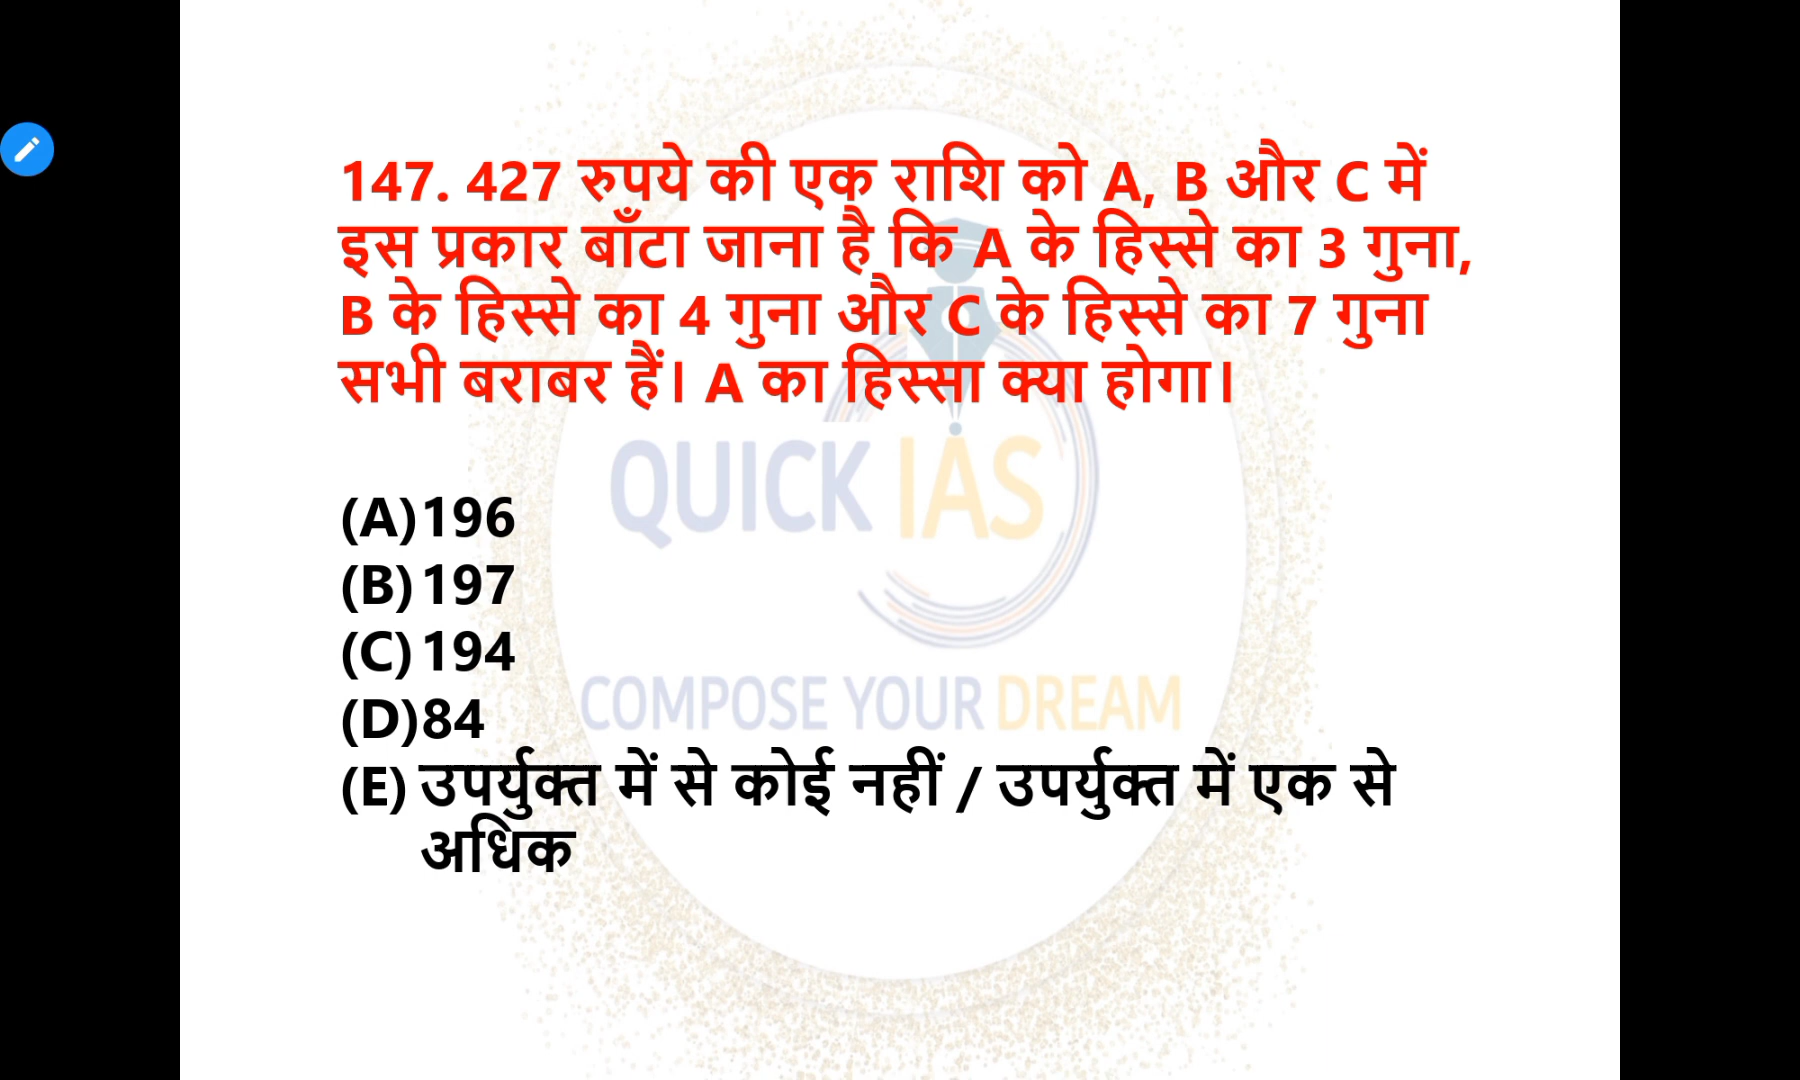 147. 427 रुपये की एक राशि को A, B और C में
इस प्रकार बाँटा जाना है कि A के हिस्से का 3 गुना,
B के हिस्से का 4 गुना और C के हिस्से का 7 गुना
सभी बराबर हैं। A का हिस्सा क्या होगा।
(A)196
(B)197
(C)194
(D)84
(E) उपर्युक्त में से कोई नहीं / उपर्युक्त में एक से
अधिक
QUICK IAS
COMPOSE YOUR DREAM